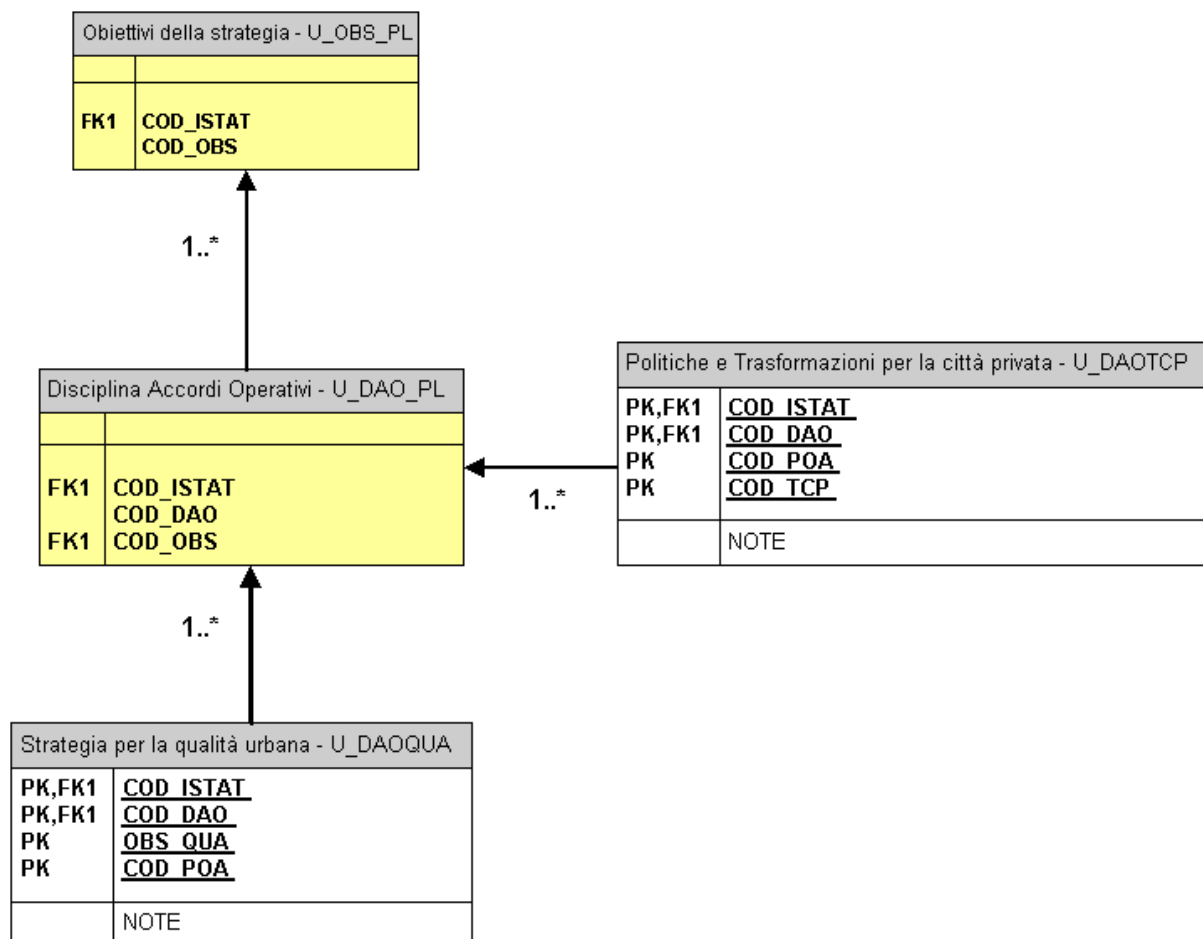 Obiettivi della strategia - U_OBS_PL
FK1 COD_ISTAT
COD_OBS
1..*
Disciplina Accordi Operativi - U_DAO_PL
FK1 COD_ISTAT
COD_DAO
FK1 COD_OBS
1..*
Politiche e Trasformazioni per la città privata - U_DAOTCP
PK,FK1 COD_ISTAT
PK,FK1 COD_DAO
PK COD_POA
PK COD_TCP
NOTE
1..*
Strategia per la qualità urbana - U_DAOQUA
PK,FK1 COD_ISTAT
PK,FK1 COD_DAO
PK OBS_QUA
PK COD_POA
NOTE